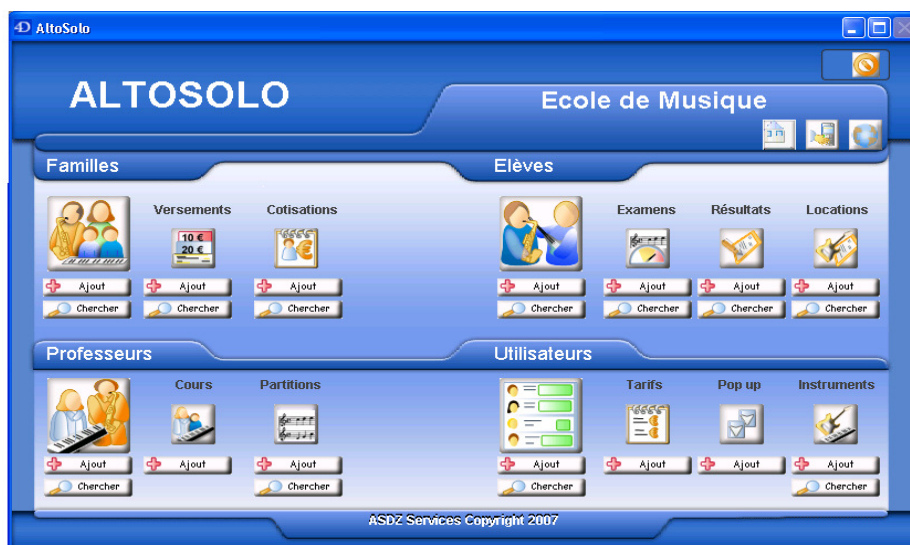 AltoSolo
ALTOSOLO
Ecole de Musique
Familles
Versements
Cotisations
10 €
20 €
Ajout
Ajout
Ajout
Chercher
Chercher
Chercher
Elèves
Examens
Résultats
Locations
Ajout
Ajout
Ajout
Ajout
Chercher
Chercher
Chercher
Chercher
Professeurs
Cours
Partitions
Ajout
Ajout
Ajout
Chercher
Chercher
Utilisateurs
Tarifs
Pop up
Instruments
Ajout
Ajout
Ajout
Ajout
Chercher
Chercher
ASDZ Services Copyright 2007